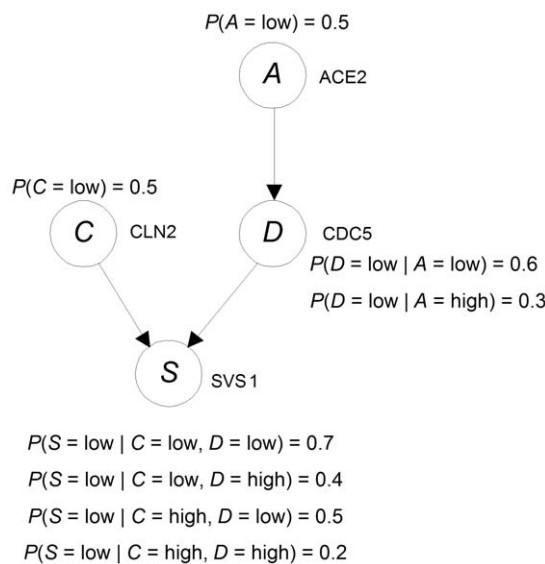 P(A = low) = 0.5
A
ACE2
P(C = low) = 0.5
C
CLN2
D
CDC5
P(D = low | A = low) = 0.6
P(D = low | A = high) = 0.3
S
SVS1
P(S = low | C = low, D = low) = 0.7
P(S = low | C = low, D = high) = 0.4
P(S = low | C = high, D = low) = 0.5
P(S = low | C = high, D = high) = 0.2